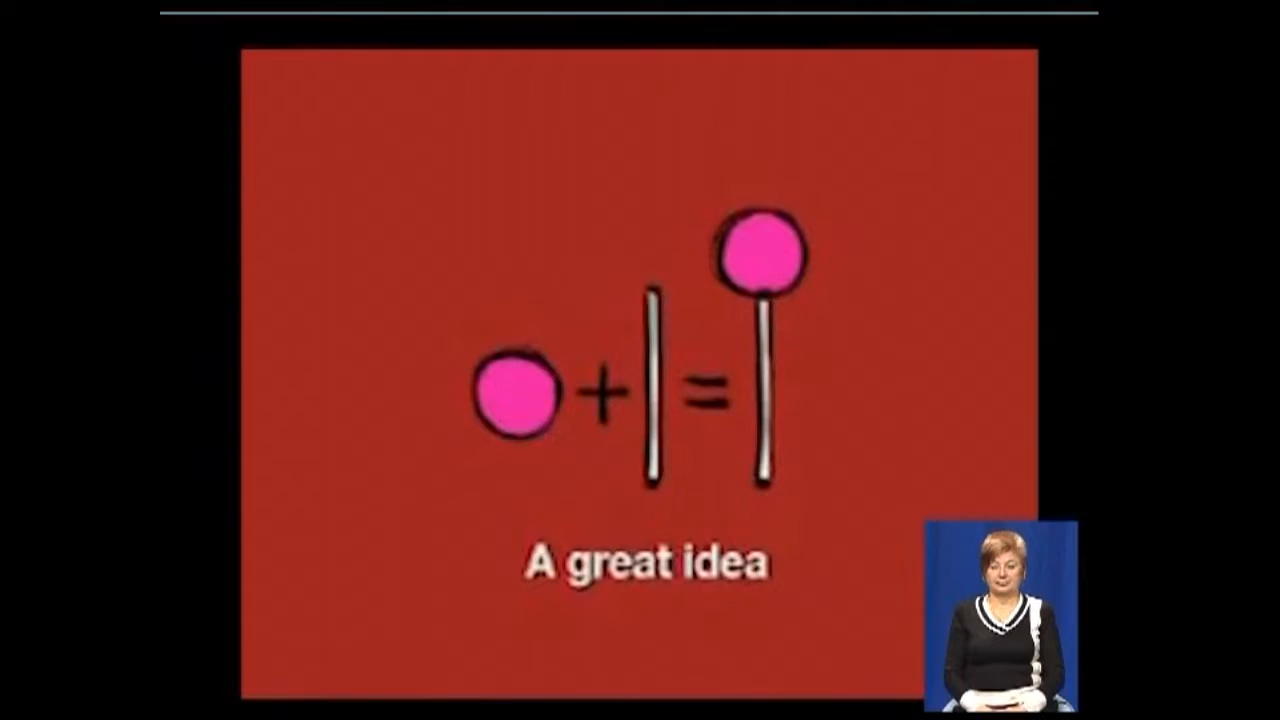 + =
A great idea